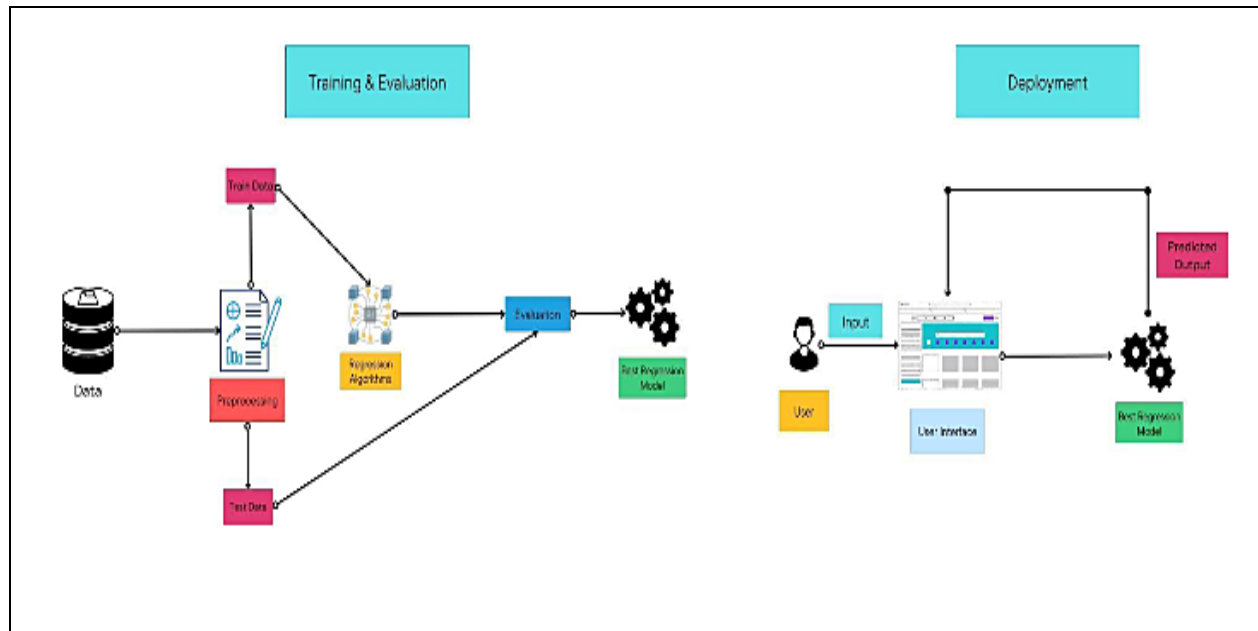 Training & Evaluation
Deployment
Train Data
Data
Preprocessing
Regression
Algorithms
Evaluation
Best Regression
Model
Test Data
Input
User
User Interface
Predicted
Output
Best Regression
Model